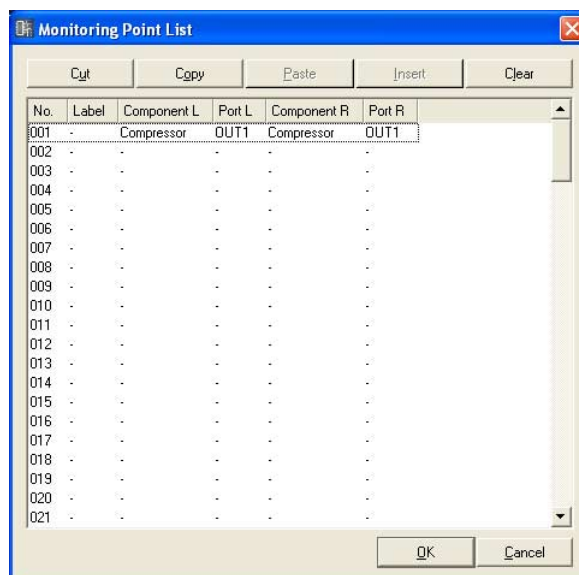 Monitoring Point List
Cut Copy Paste Insert Clear
No. Label Component L Port L Component R Port R
001 - Compressor OUT1 Compressor OUT1
002 - - - - -
003 - - - - -
004 - - - - -
005 - - - - -
006 - - - - -
007 - - - - -
008 - - - - -
009 - - - - -
010 - - - - -
011 - - - - -
012 - - - - -
013 - - - - -
014 - - - - -
015 - - - - -
016 - - - - -
017 - - - - -
018 - - - - -
019 - - - - -
020 - - - - -
021 - - - - -
OK Cancel